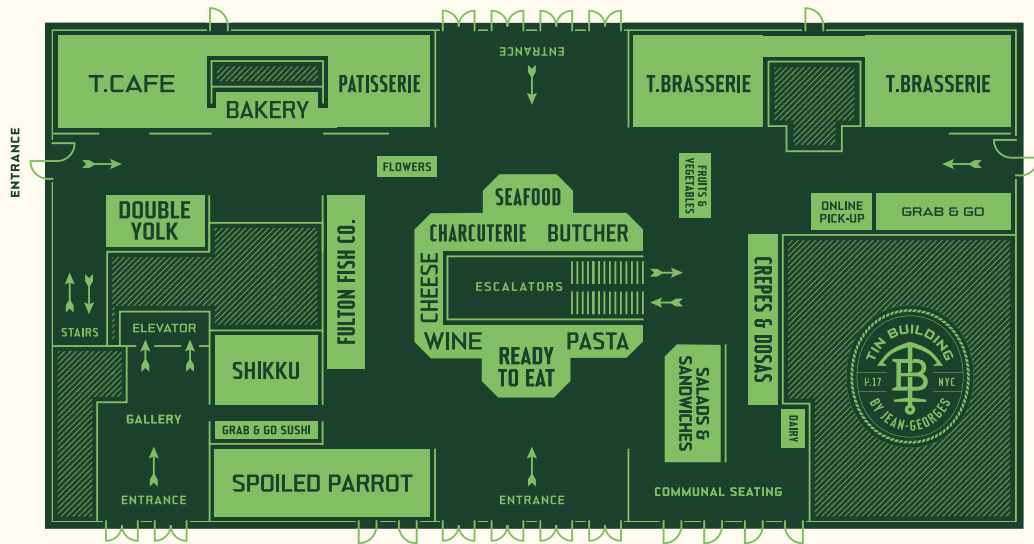 ENTRANCE
T.CAFE
BAKERY
PATISSERIE
ENTRANCE
T.BRASSERIE
T.BRASSERIE
FLOWERS
FRUITS &
VEGETABLES
DOUBLE
YOLK
FULTON FISH CO.
SEAFOOD
CHARCUTERIE
BUTCHER
CHEESE
ESCALATORS
WINE
PASTA
READY
TO EAT
ONLINE
PICK-UP
GRAB & GO
CREPES & DOSAS
STAIRS
ELEVATOR
SHIKKU
GALLERY
GRAB & GO SUSHI
SPOILED PARROT
ENTRANCE
ENTRANCE
SALADS &
SANDWICHES
DAIRY
COMMUNAL SEATING
TIN BUILDING
P.17
B
NYC
BY JEAN-GEORGES